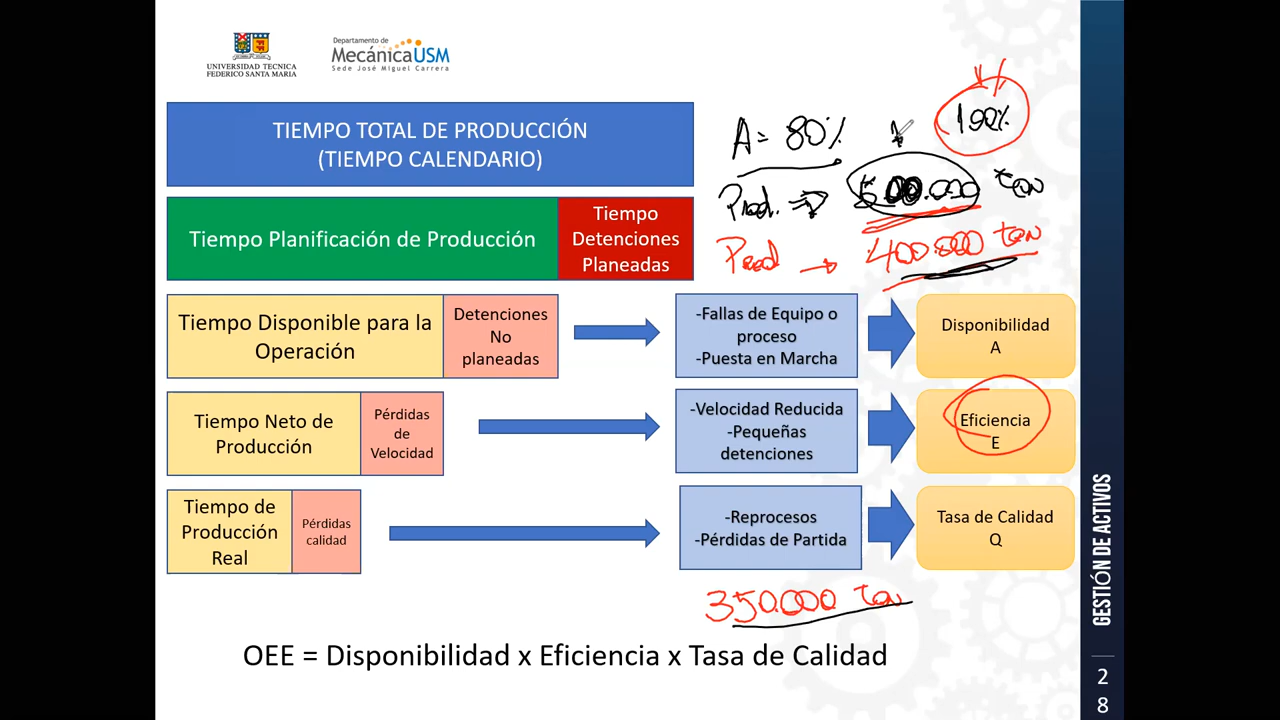 UNIVERSIDAD TECNICA
FEDERICO SANTA MARIA
Departamento de
MecánicaUSM
Sede José Miguel Carrera
TIEMPO TOTAL DE PRODUCCIÓN
(TIEMPO CALENDARIO)
A = 80%
100%
Prod. ⇒ 500.000 ton
Prod → 400.000 ton
Tiempo Planificación de Producción
Tiempo
Detenciones
Planeadas
Tiempo Disponible para la
Operación
Detenciones
No
planeadas
-Fallas de Equipo o
proceso
-Puesta en Marcha
Disponibilidad
A
Tiempo Neto de
Producción
Pérdidas
de
Velocidad
-Velocidad Reducida
-Pequeñas
detenciones
Eficiencia
E
Tiempo de
Producción
Real
Pérdidas
calidad
-Reprocesos
-Pérdidas de Partida
Tasa de Calidad
Q
350.000 ton
OEE = Disponibilidad x Eficiencia x Tasa de Calidad
GESTIÓN DE ACTIVOS
2
8